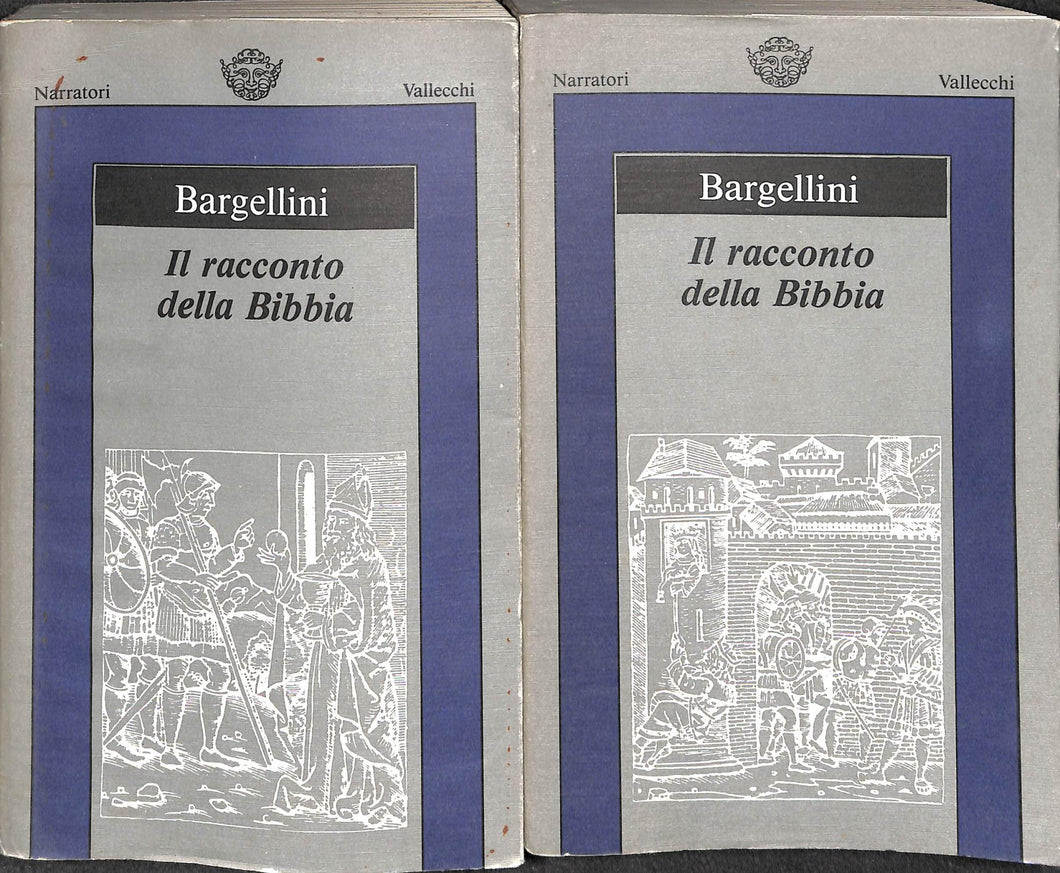 Narratori
Vallecchi
Bargellini
Il racconto
della Bibbia
Narratori
Vallecchi
Bargellini
Il racconto
della Bibbia